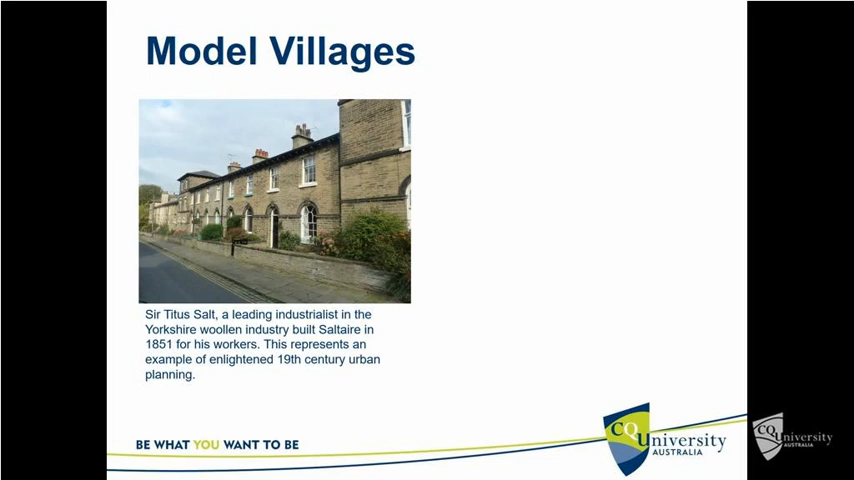 Model Villages
Sir Titus Salt, a leading industrialist in the
Yorkshire woollen industry built Saltaire in
1851 for his workers. This represents an
example of enlightened 19th century urban
planning.
BE WHAT YOU WANT TO BE
CQUniversity
AUSTRALIA
CQUniversity
AUSTRALIA